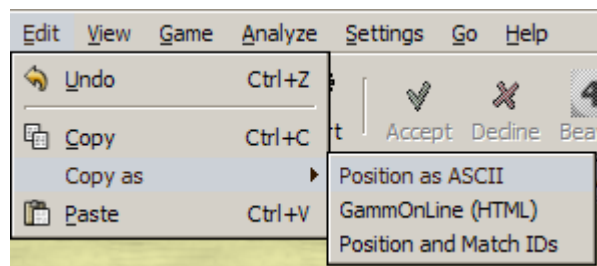 Edit View Game Analyze Settings Go Help
Undo Ctrl+Z
Accept Decline
Copy Ctrl+C
Copy as
Position as ASCII
GammOnLine (HTML)
Position and Match IDs
Paste Ctrl+V